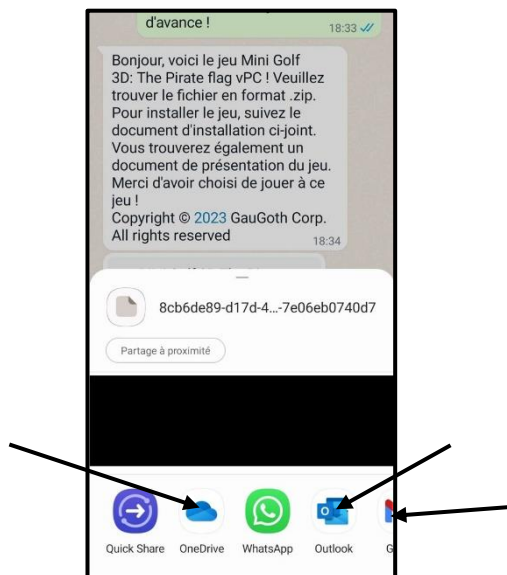 d'avance !
18:33
Bonjour, voici le jeu Mini Golf
3D: The Pirate flag vPC ! Veuillez
trouver le fichier en format .zip.
Pour installer le jeu, suivez le
document d'installation ci-joint.
Vous trouverez également un
document de présentation du jeu.
Merci d'avoir choisi de jouer à ce
jeu !
Copyright © 2023 GauGoth Corp.
All rights reserved
18:34
8cb6de89-d17d-4...-7e06eb0740d7
Partage à proximité
Quick Share OneDrive WhatsApp Outlook G